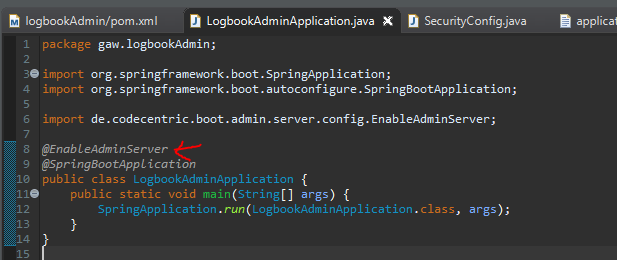 logbookAdmin/pom.xml LogbookAdminApplication.java SecurityConfig.java applicat
1 package gaw.logbookAdmin;
2
3 import org.springframework.boot.SpringApplication;
4 import org.springframework.boot.autoconfigure.SpringBootApplication;
5
6 import de.codecentric.boot.admin.server.config.EnableAdminServer;
7
8 @EnableAdminServer
9 @SpringBootApplication
10 public class LogbookAdminApplication {
11 public static void main(String[] args) {
12 SpringApplication.run(LogbookAdminApplication.class, args);
13 }
14 }
15